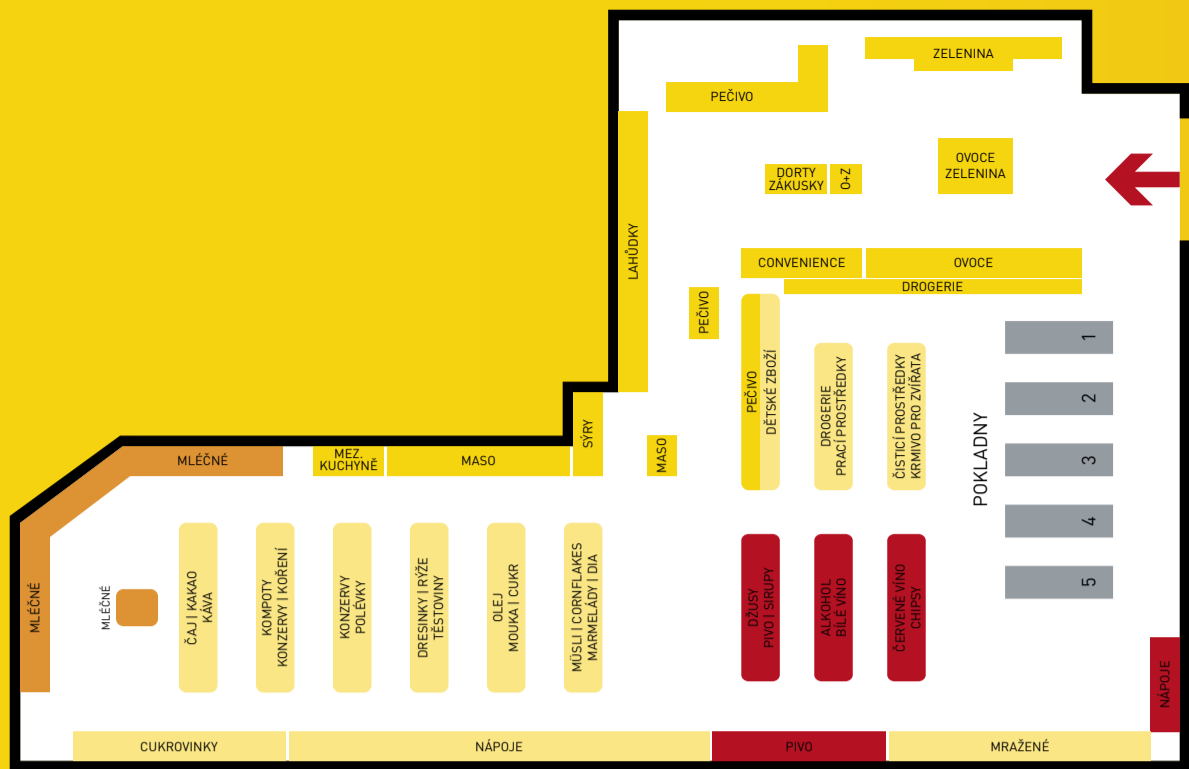 ZELENINA
PEČIVO
OVOCE
ZELENINA
DORTY
ZÁKUSKY
O+Z
LAHŮDKY
CONVENIENCE
OVOCE
DROGERIE
PEČIVO
PEČIVO
DĚTSKÉ ZBOŽÍ
DROGERIE
PRACÍ PROSTŘEDKY
ČISTICÍ PROSTŘEDKY
KRMIVO PRO ZVÍŘATA
POKLADNY
1
2
3
4
5
SÝRY
MASO
MLÉČNÉ
MEZ.
KUCHYNĚ
MASO
MLÉČNÉ
MLÉČNÉ
ČAJ | KAKAO
KÁVA
KOMPOTY
KONZERVY | KOŘENÍ
KONZERVY
POLÉVKY
DRESINKY | RÝŽE
TĚSTOVINY
OLEJ
MOUKA | CUKR
MÜSLI | CORNFLAKES
MARMELÁDY | DIA
DŽUSY
PIVO | SIRUPY
ALKOHOL
BÍLÉ VÍNO
ČERVENÉ VÍNO
CHIPSY
NÁPOJE
CUKROVINKY
NÁPOJE
PIVO
MRAŽENÉ